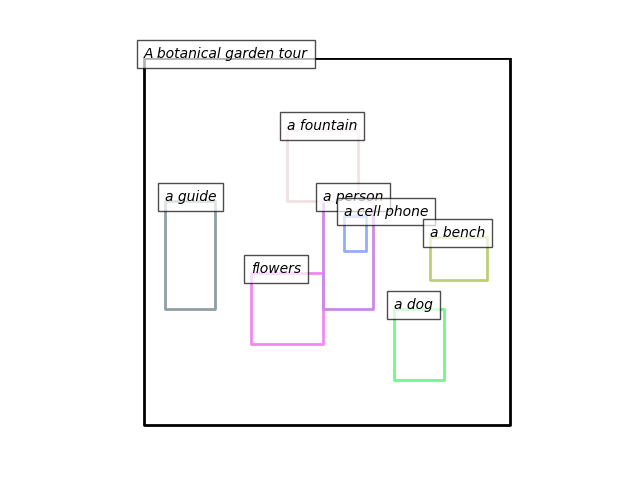 A botanical garden tour
a fountain
a guide
a person
a cell phone
a bench
flowers
a dog